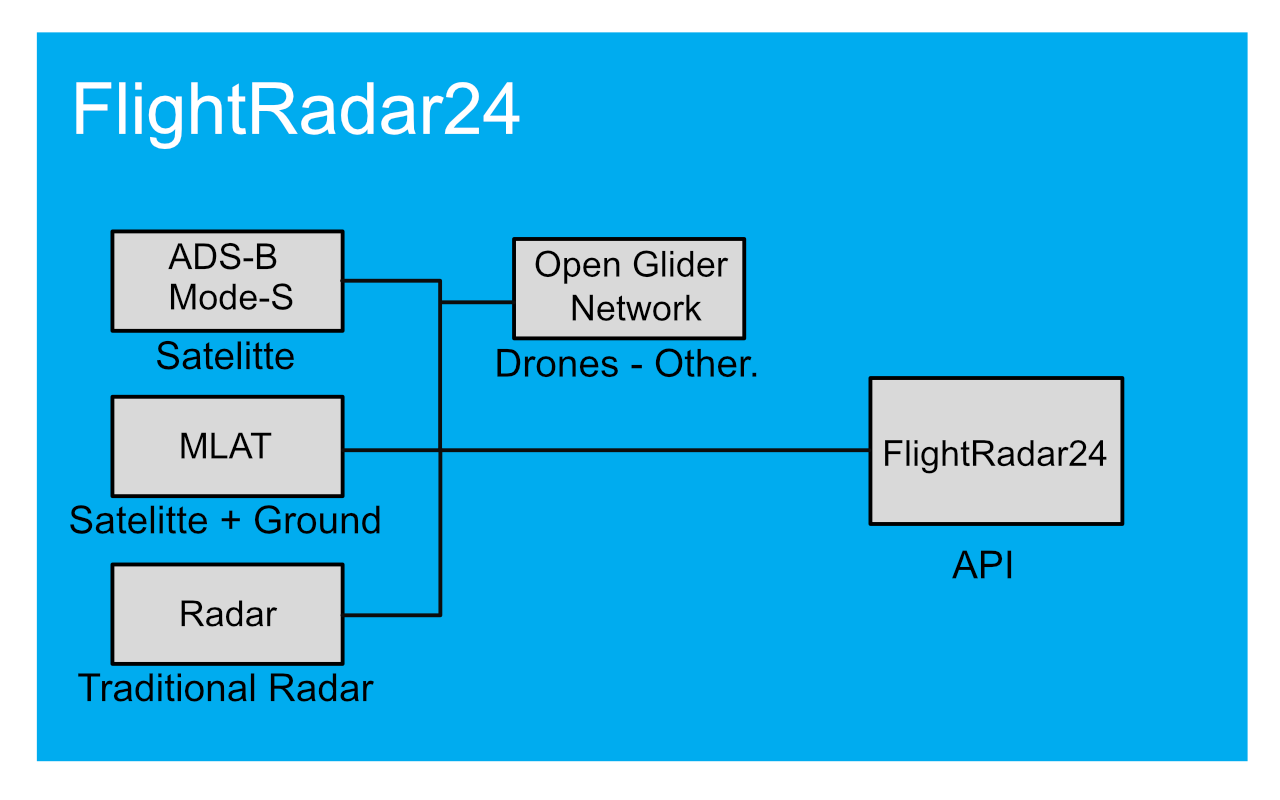 FlightRadar24
ADS-B
Mode-S
Satelitte
Open Glider
Network
Drones - Other.
MLAT
Satelitte + Ground
FlightRadar24
API
Radar
Traditional Radar